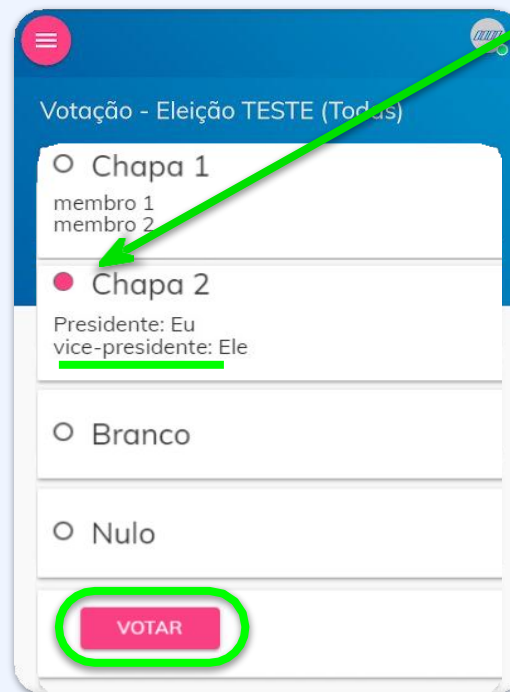 Votação - Eleição TESTE (Todas)
Chapa 1
membro 1
membro 2
Chapa 2
Presidente: Eu
vice-presidente: Ele
Branco
Nulo
VOTAR